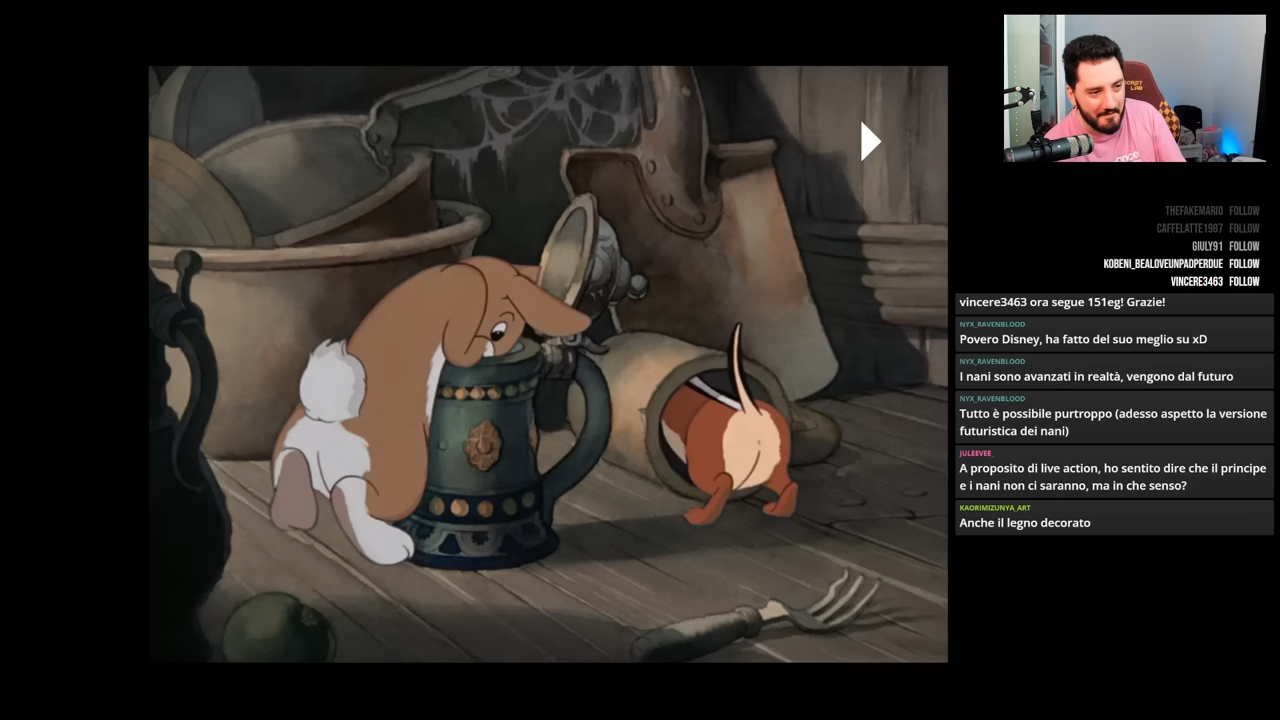 SECRET
LAB
THEFAKEMARIO FOLLOW
CAFFELATTE1987 FOLLOW
GIULY91 FOLLOW
KOBENI_BEALOVEUNPADPERDUE FOLLOW
VINCERE3463 FOLLOW
vincere3463 ora segue 151eg! Grazie!
NYX_RAVENBLOOD
Povero Disney, ha fatto del suo meglio su xD
NYX_RAVENBLOOD
I nani sono avanzati in realtà, vengono dal futuro
NYX_RAVENBLOOD
Tutto è possibile purtroppo (adesso aspetto la versione
futuristica dei nani)
JULEEVEE_
A proposito di live action, ho sentito dire che il principe
e i nani non ci saranno, ma in che senso?
KAORIMIZUNYA_ART
Anche il legno decorato